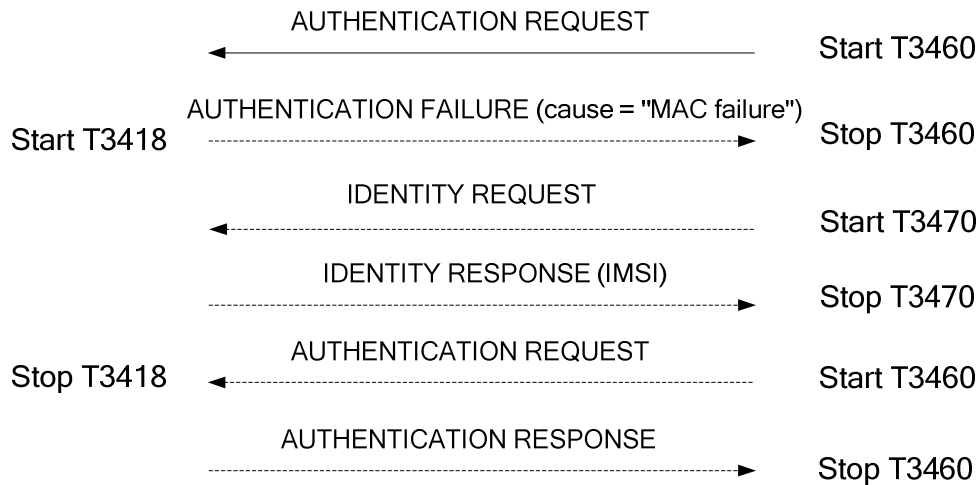 AUTHENTICATION REQUEST
Start T3460
AUTHENTICATION FAILURE (cause = "MAC failure")
Start T3418
Stop T3460
IDENTITY REQUEST
Start T3470
IDENTITY RESPONSE (IMSI)
Stop T3470
AUTHENTICATION REQUEST
Stop T3418
Start T3460
AUTHENTICATION RESPONSE
Stop T3460